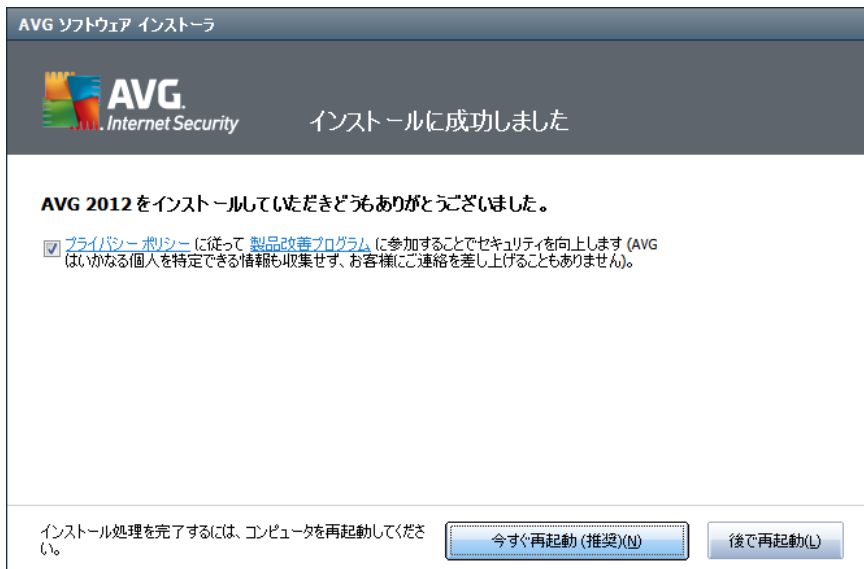 AVG ソフトウェア インストーラ
AVG.
Internet Security
インストールに成功しました
AVG 2012 をインストールしていただきどうもありがとうございました。
プライバシー ポリシー に従って 製品改善プログラム に参加することでセキュリティを向上します (AVG
はいかなる個人を特定できる情報も収集せず、お客様にご連絡を差し上げることもありません)。
インストール処理を完了するには、コンピュータを再起動してくださ
い。
今すぐ再起動 (推奨)(N)
後で再起動(L)